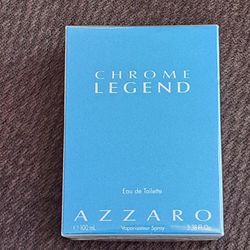 CHROME
LEGEND
Eau de Toilette
AZZARO
e 100 mL Vaporisateur Spray 3.38 Fl.Oz.